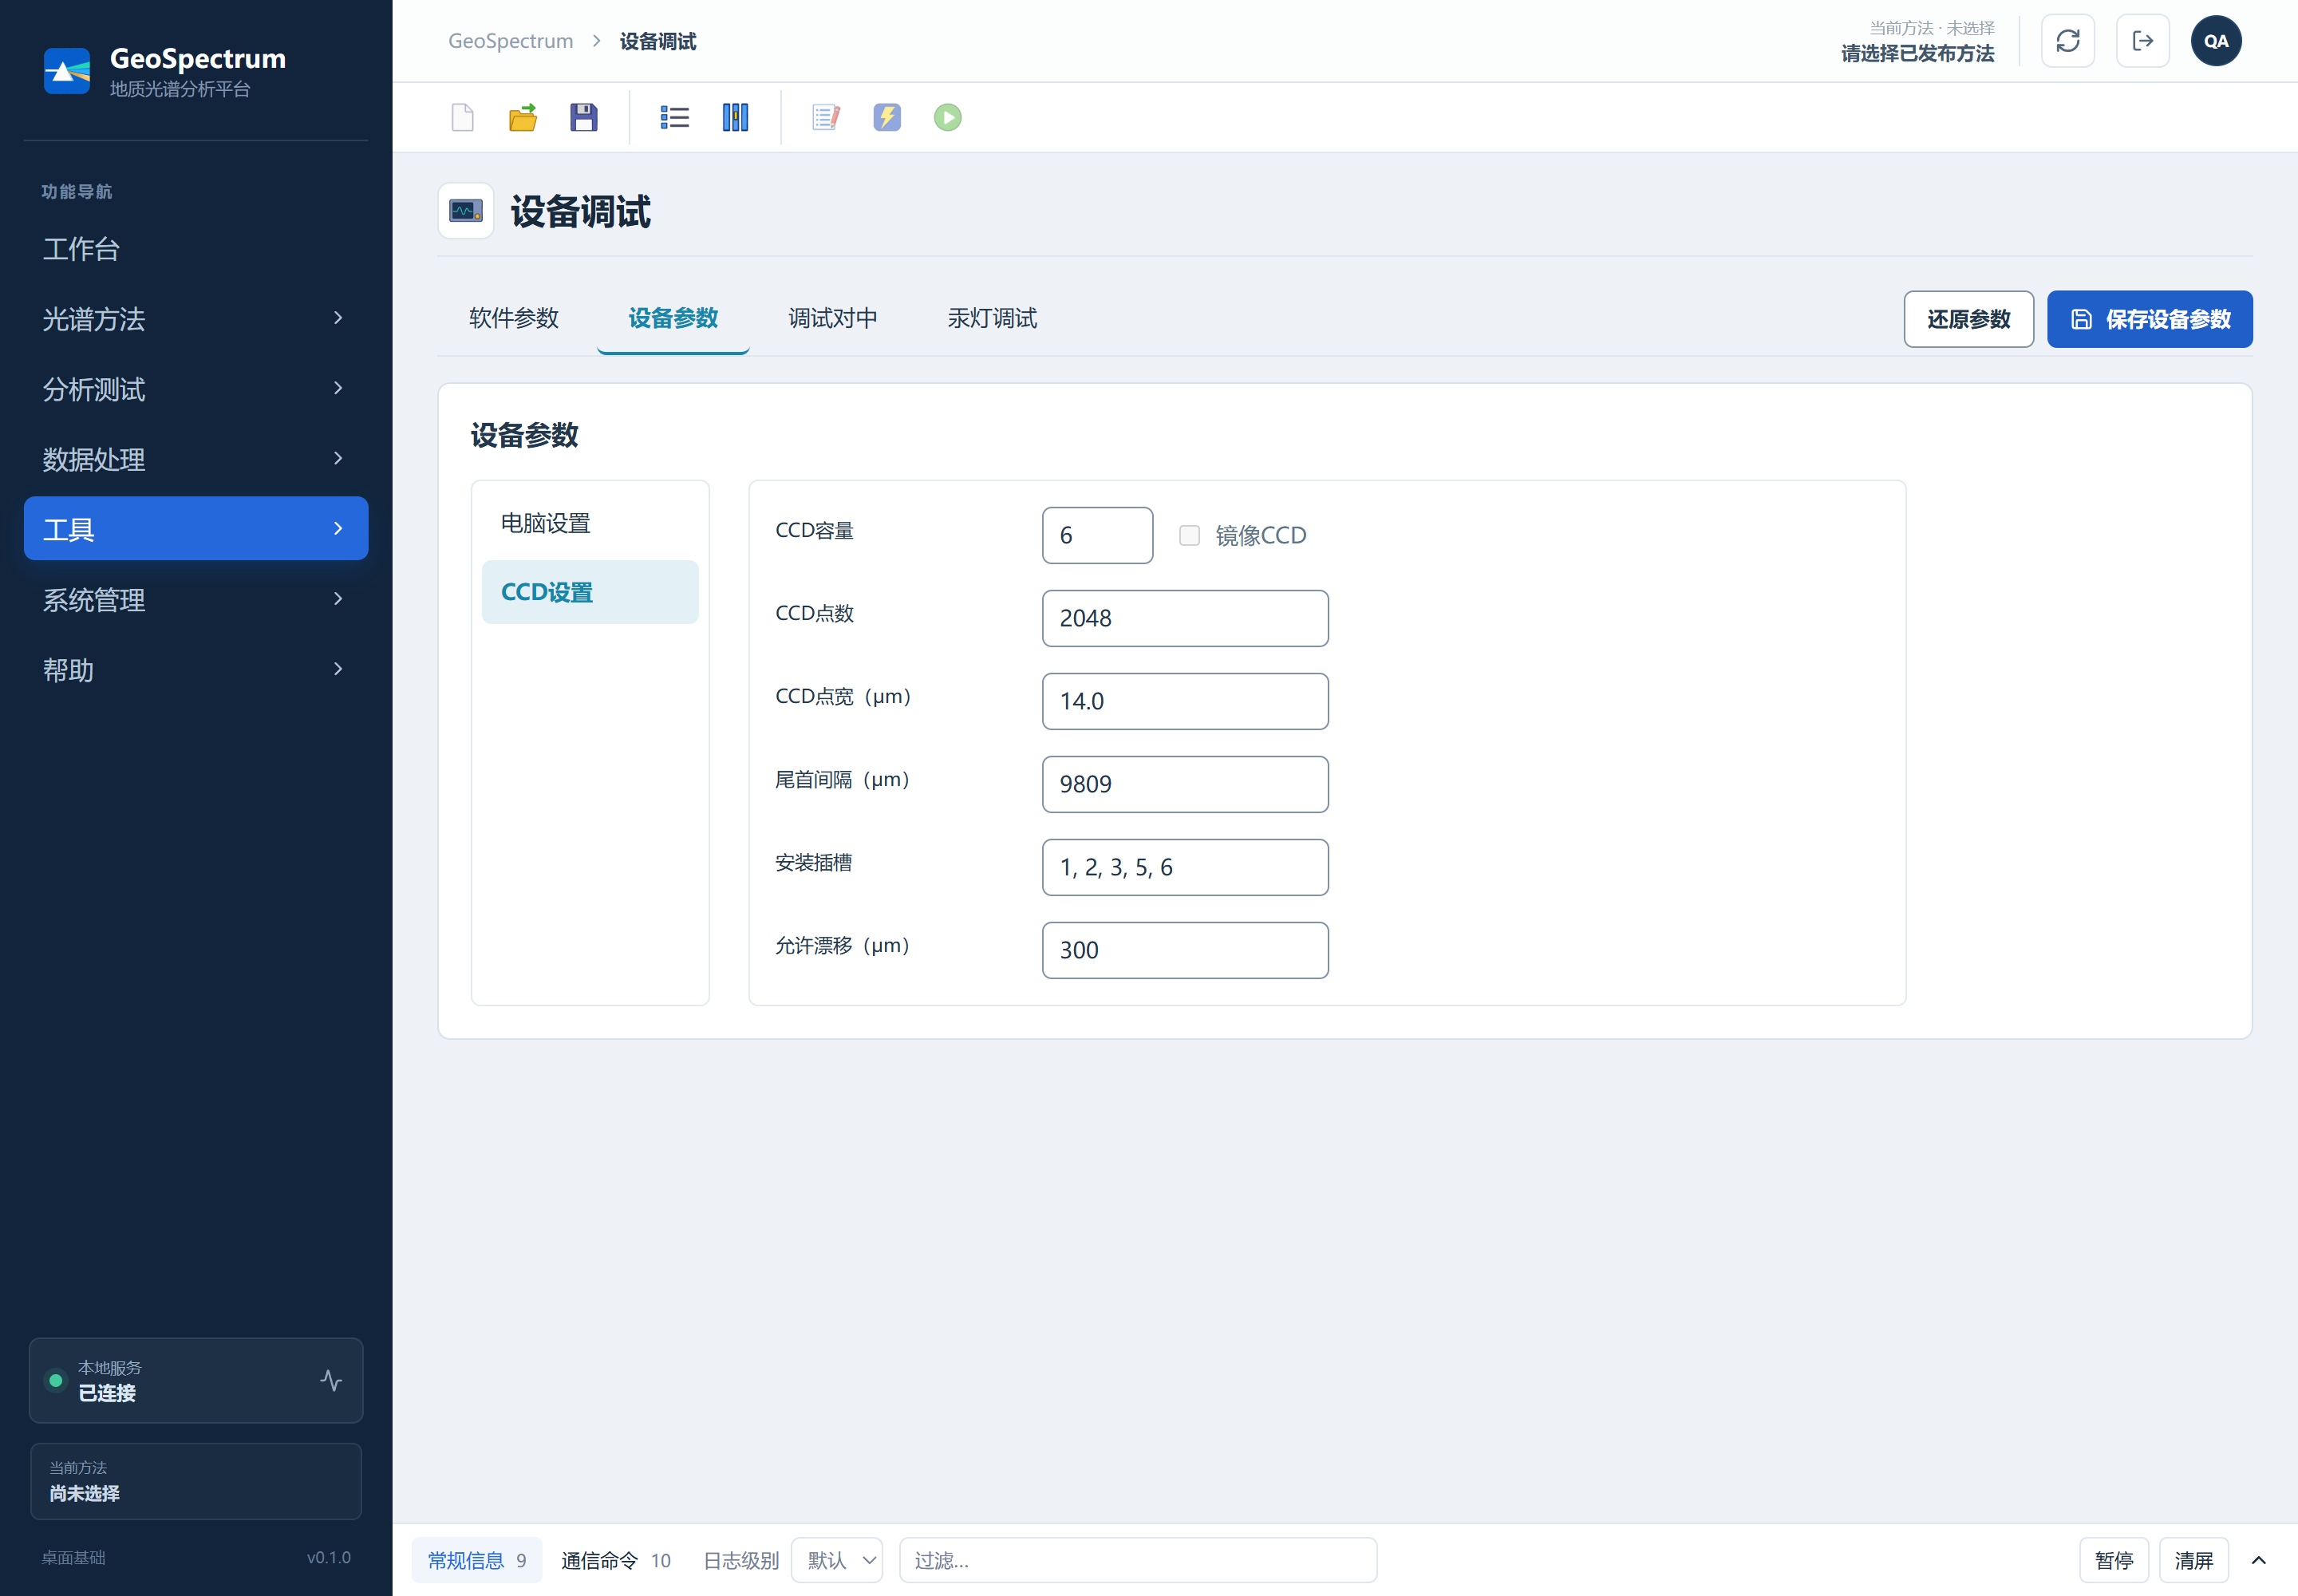 GeoSpectrum
地质光谱分析平台
功能导航
工作台
光谱方法
分析测试
数据处理
工具
系统管理
帮助
本地服务
已连接
当前方法
尚未选择
桌面基础 v0.1.0
GeoSpectrum 设备调试
当前方法 · 未选择
请选择已发布方法
QA
设备调试
软件参数 设备参数 调试对中 汞灯调试
还原参数 保存设备参数
设备参数
电脑设置
CCD设置
CCD容量 6 镜像CCD
CCD点数 2048
CCD点宽（μm） 14.0
尾首间隔（μm） 9809
安装插槽 1, 2, 3, 5, 6
允许漂移（μm） 300
常规信息 9 通信命令 10 日志级别 默认 过滤... 暂停 清屏